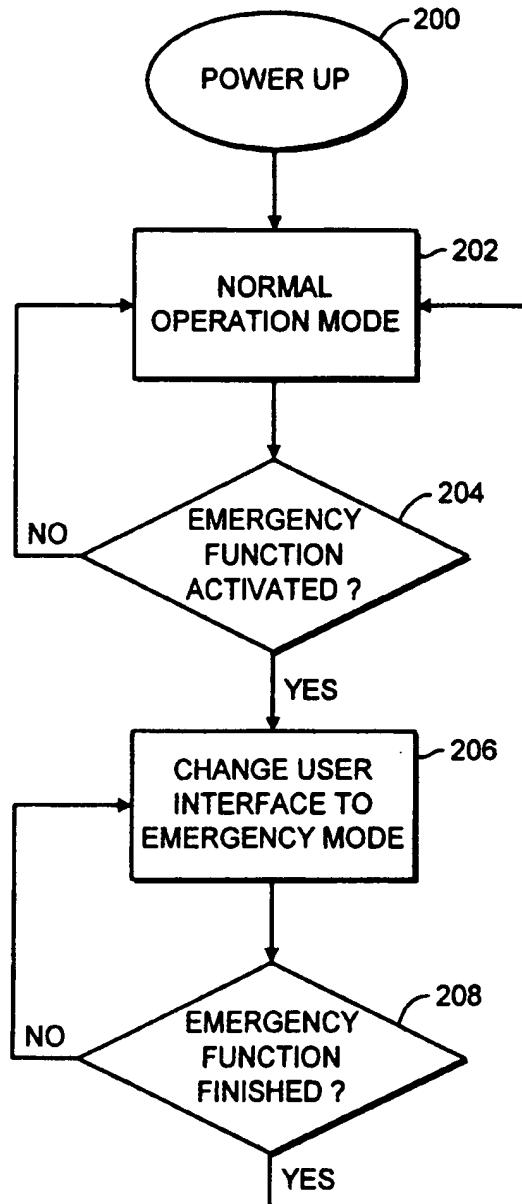 200
POWER UP
202
NORMAL
OPERATION MODE
204
EMERGENCY
FUNCTION
ACTIVATED ?
NO
YES
206
CHANGE USER
INTERFACE TO
EMERGENCY MODE
208
EMERGENCY
FUNCTION
FINISHED ?
NO
YES